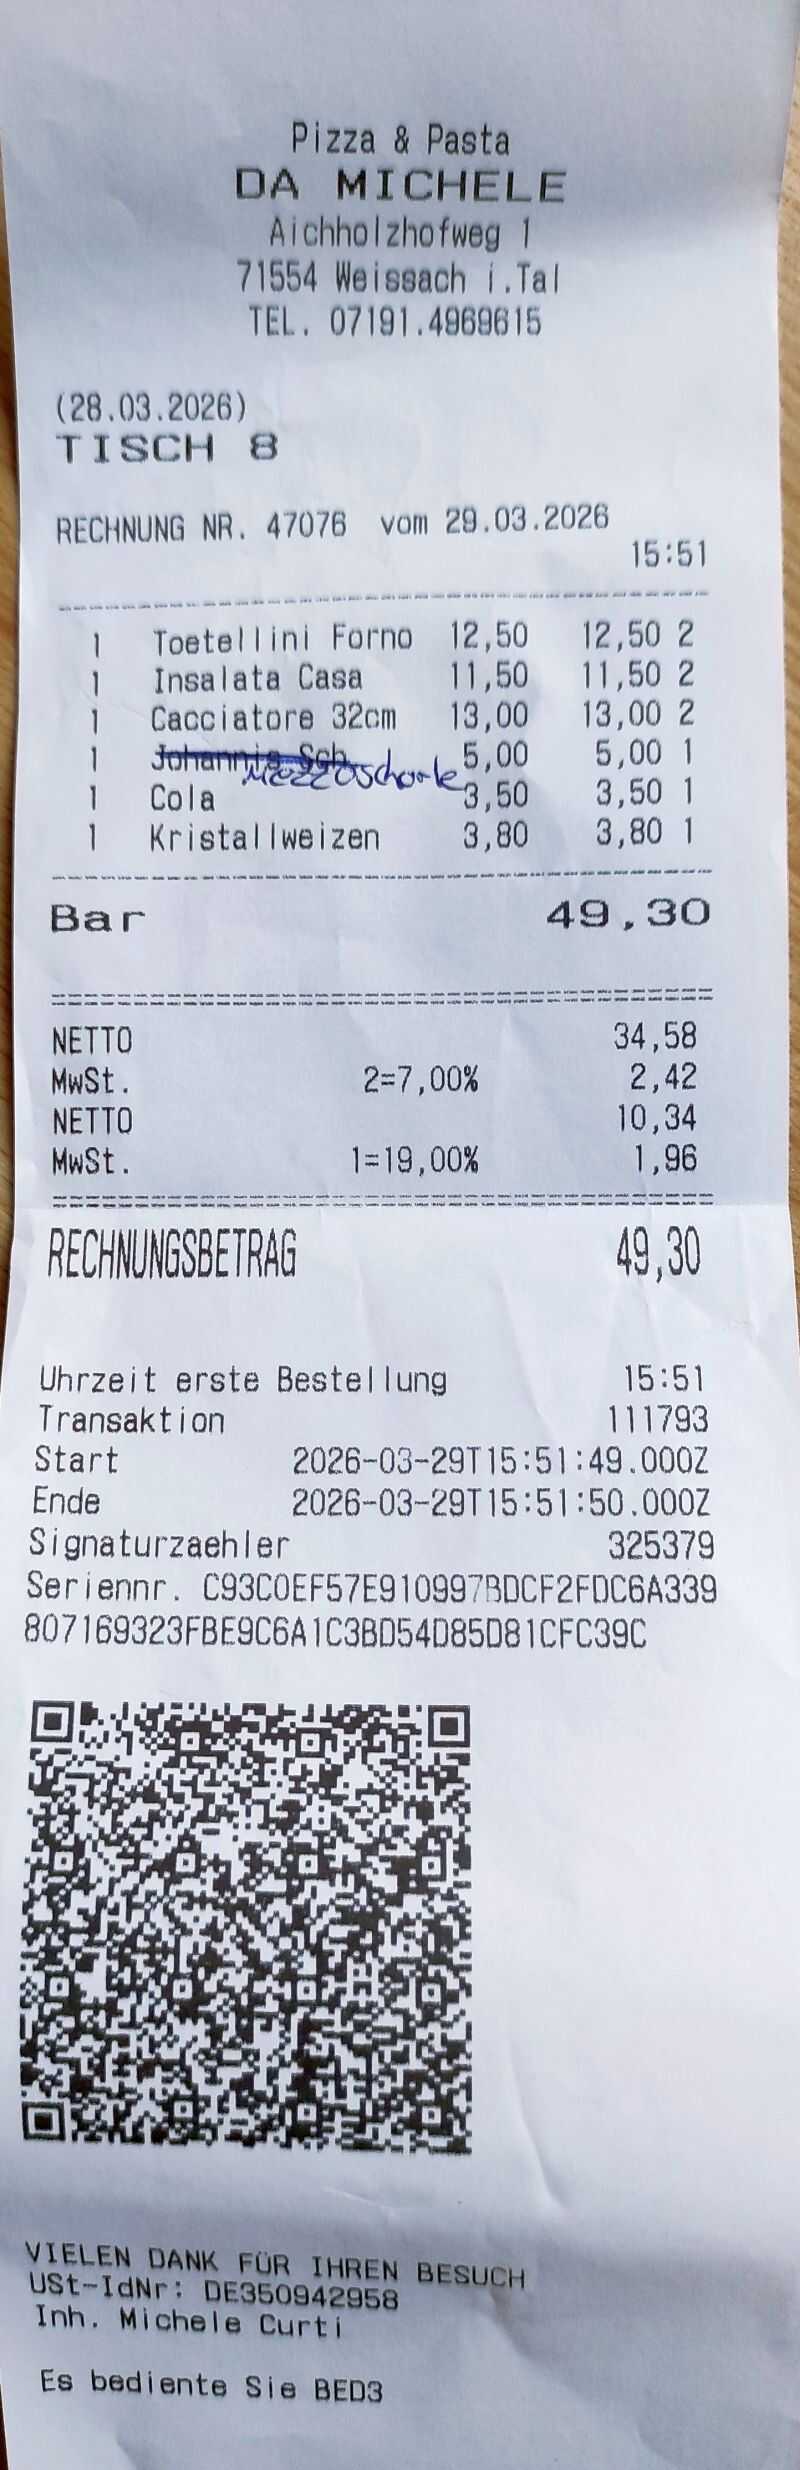 Pizza & Pasta
DA MICHELE
Aichholzhofweg 1
71554 Weissach i.Tal
TEL. 07191.4969615
(28.03.2026)
TISCH 8
RECHNUNG NR. 47076 vom 29.03.2026
15:51
1 Toetellini Forno 12,50 12,50 2
1 Insalata Casa 11,50 11,50 2
1 Cacciatore 32cm 13,00 13,00 2
1 Johannis Sch. 5,00 5,00 1
1 Cola 3,50 3,50 1
1 Kristallweizen 3,80 3,80 1
Bar 49,30
NETTO 34,58
MwSt. 2=7,00% 2,42
NETTO 10,34
MwSt. 1=19,00% 1,96
RECHNUNGSBETRAG 49,30
Uhrzeit erste Bestellung 15:51
Transaktion 111793
Start 2026-03-29T15:51:49.000Z
Ende 2026-03-29T15:51:50.000Z
Signaturzaehler 325379
Seriennr. C93C0EF57E910997BDCF2FDC6A339
807169323FBE9C6A1C3BD54D85D81CFC39C
VIELEN DANK FÜR IHREN BESUCH
USt-IdNr: DE350942958
Inh. Michele Curti
Es bediente Sie BED3